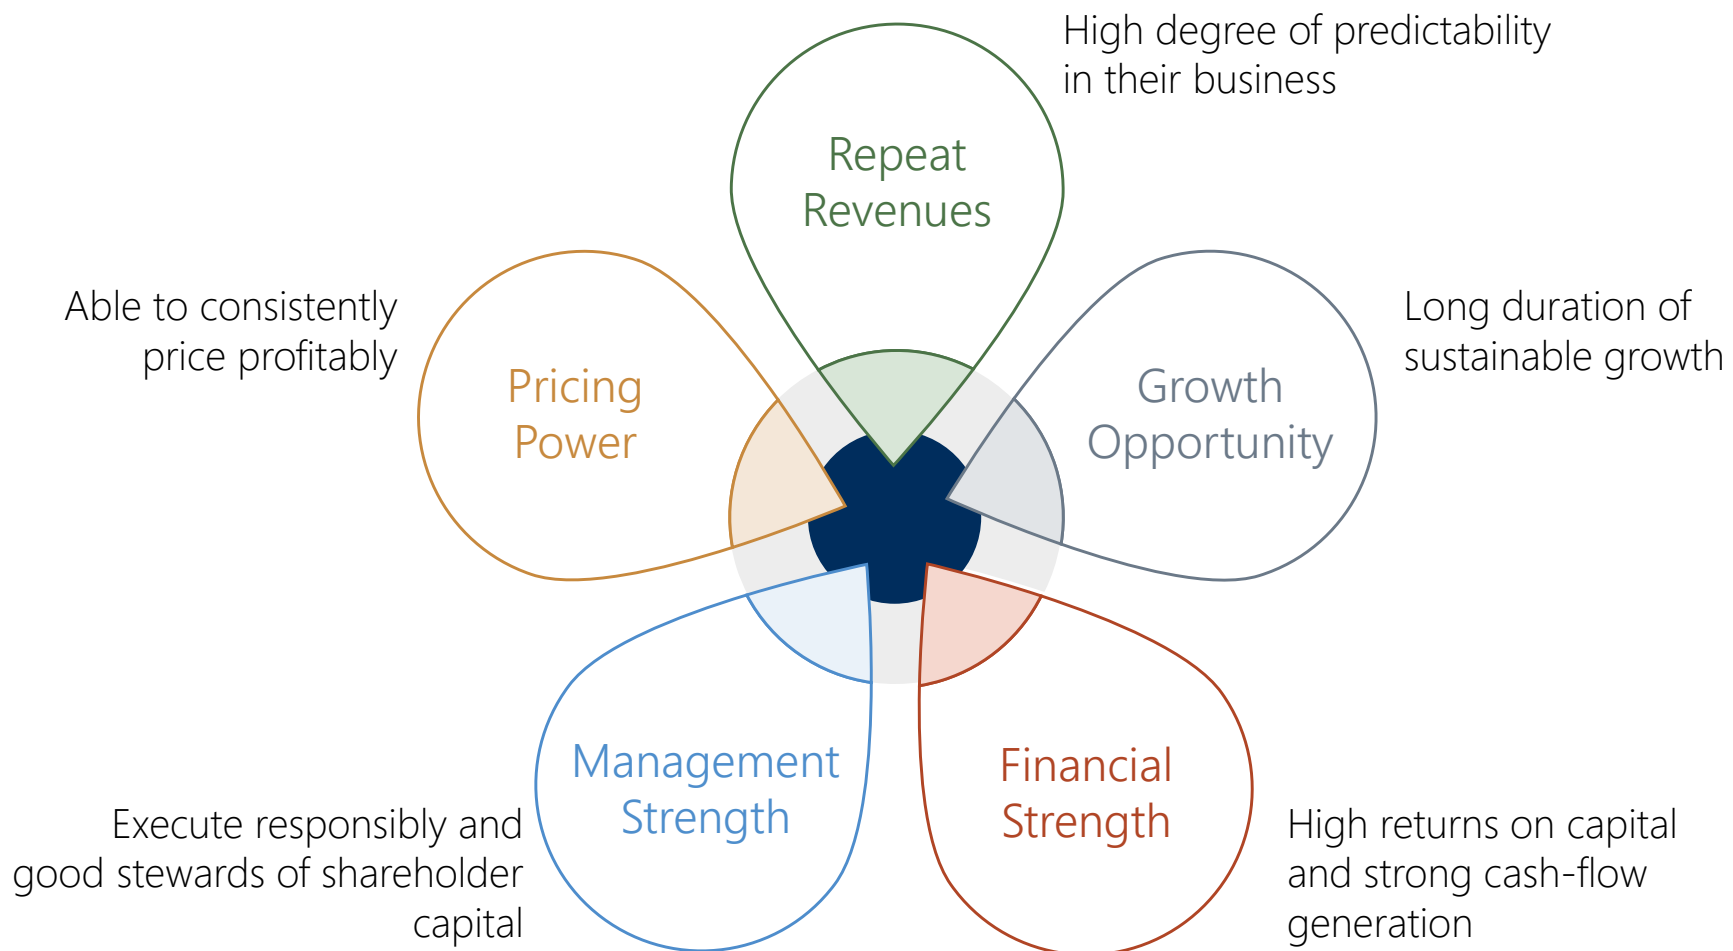 High degree of predictability
in their business
Repeat
Revenues
Able to consistently
price profitably
Pricing
Power
Growth
Opportunity
Long duration of
sustainable growth
Management
Strength
Execute responsibly and
good stewards of shareholder
capital
Financial
Strength
High returns on capital
and strong cash-flow
generation